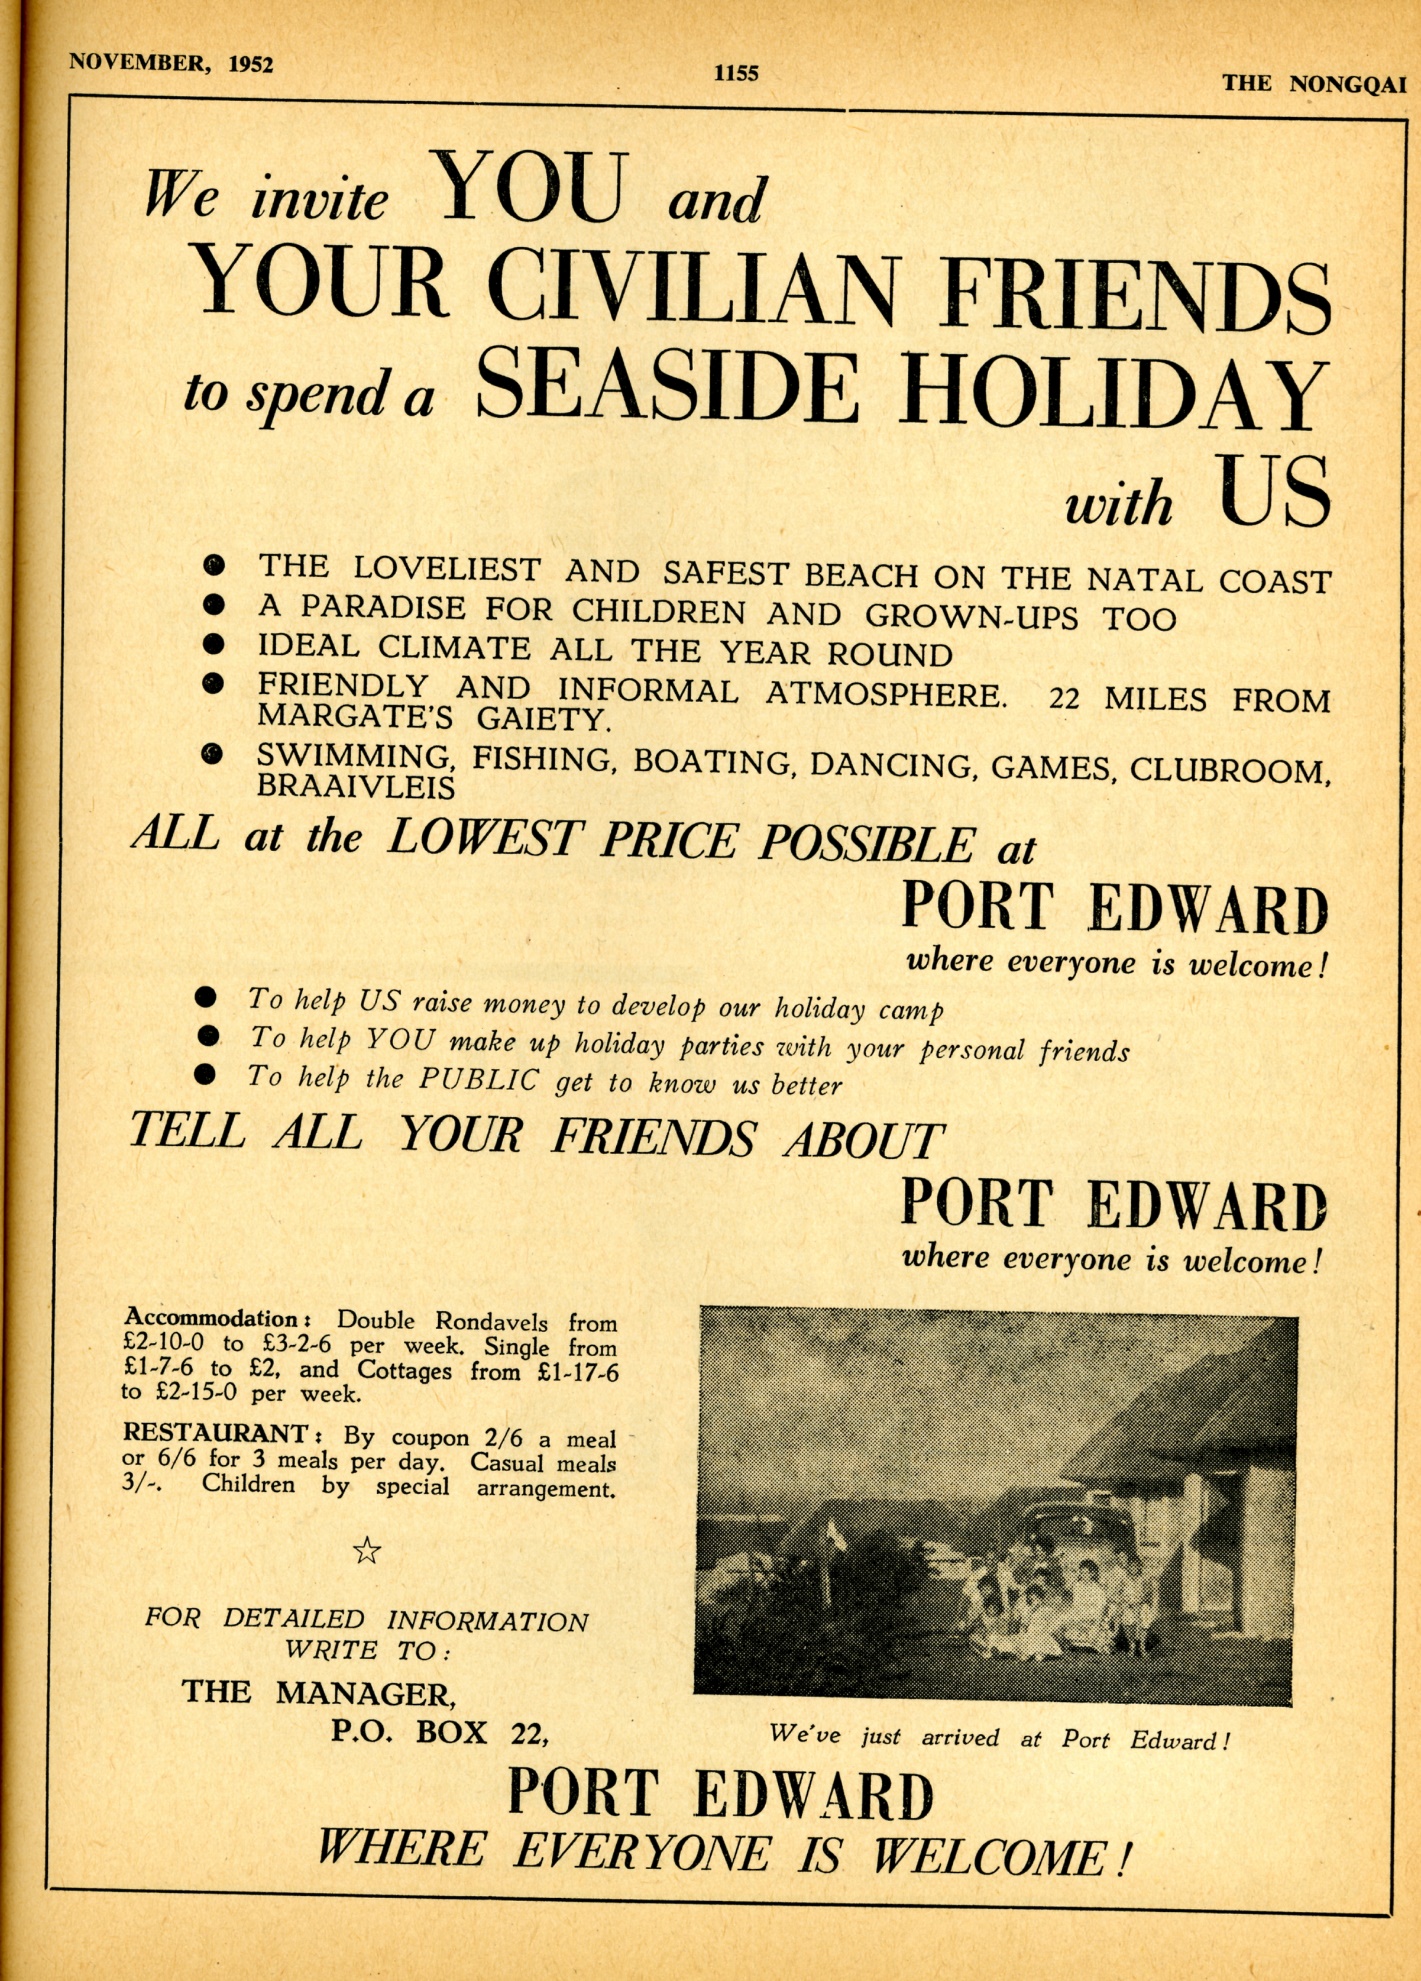 NOVEMBER, 1952
1155
THE NONGQAI
We invite YOU and
YOUR CIVILIAN FRIENDS
to spend a SEASIDE HOLIDAY
with US
● THE LOVELIEST AND SAFEST BEACH ON THE NATAL COAST
● A PARADISE FOR CHILDREN AND GROWN-UPS TOO
● IDEAL CLIMATE ALL THE YEAR ROUND
● FRIENDLY AND INFORMAL ATMOSPHERE. 22 MILES FROM
MARGATE'S GAIETY.
● SWIMMING, FISHING, BOATING, DANCING, GAMES, CLUBROOM,
BRAAIVLEIS
ALL at the LOWEST PRICE POSSIBLE at
PORT EDWARD
where everyone is welcome!
● To help US raise money to develop our holiday camp
● To help YOU make up holiday parties with your personal friends
● To help the PUBLIC get to know us better
TELL ALL YOUR FRIENDS ABOUT
PORT EDWARD
where everyone is welcome!
Accommodation: Double Rondavels from
£2-10-0 to £3-2-6 per week. Single from
£1-7-6 to £2, and Cottages from £1-17-6
to £2-15-0 per week.
RESTAURANT: By coupon 2/6 a meal
or 6/6 for 3 meals per day. Casual meals
3/-. Children by special arrangement.
☆
FOR DETAILED INFORMATION
WRITE TO:
THE MANAGER,
P.O. BOX 22,
We've just arrived at Port Edward!
PORT EDWARD
WHERE EVERYONE IS WELCOME!